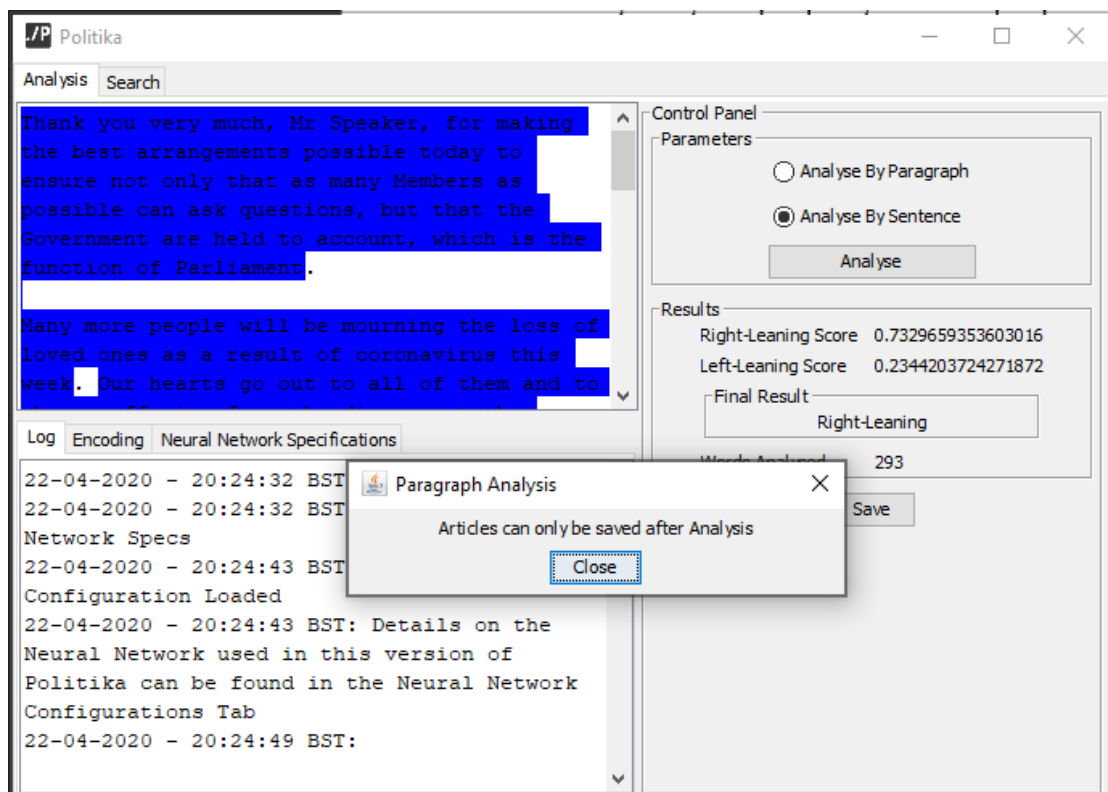 ./P Politika
Analysis Search
Thank you very much, Mr Speaker, for making
the best arrangements possible today to
ensure not only that as many Members as
possible can ask questions, but that the
Government are held to account, which is the
function of Parliament.
Many more people will be mourning the loss of
loved ones as a result of coronavirus this
week. Our hearts go out to all of them and to
Control Panel
Parameters
Analyse By Paragraph
Analyse By Sentence
Analyse
Results
Right-Leaning Score 0.7329659353603016
Left-Leaning Score 0.2344203724271872
Final Result
Right-Leaning
Words Analysed 293
Save
Log Encoding Neural Network Specifications
22-04-2020 - 20:24:32 BST
22-04-2020 - 20:24:32 BST
Network Specs
22-04-2020 - 20:24:43 BST
Configuration Loaded
22-04-2020 - 20:24:43 BST: Details on the
Neural Network used in this version of
Politika can be found in the Neural Network
Configurations Tab
22-04-2020 - 20:24:49 BST:
Paragraph Analysis
Articles can only be saved after Analysis
Close